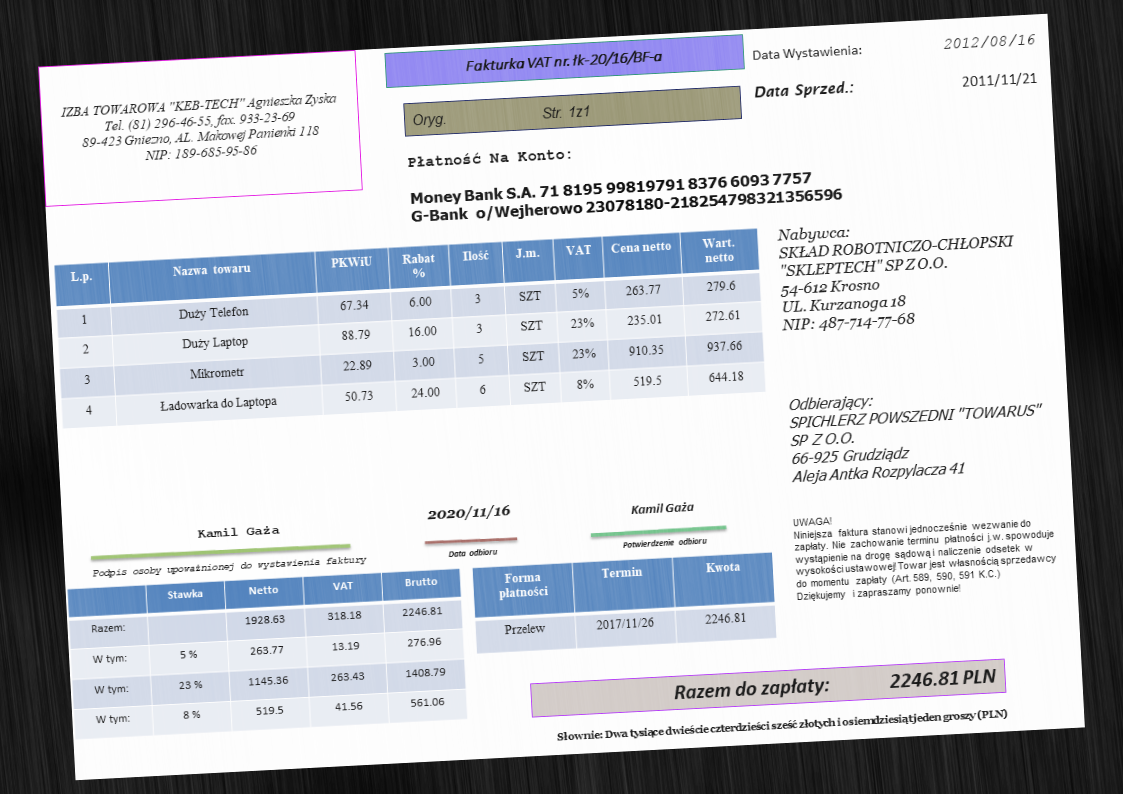 IZBA TOWAROWA "KEB-TECH" Agnieszka Zyska
Tel. (81) 296-46-55, fax. 933-23-69
89-423 Gniezno, AL. Makowej Panienki 118
NIP: 189-685-95-86
Fakturka VAT nr. łk-20/16/BF-a
Oryg. Str. 1z1
Data Wystawienia: 2012/08/16
Data Sprzed.: 2011/11/21
Płatność Na Konto:
Money Bank S.A. 71 8195 99819791 8376 6093 7757
G-Bank o/Wejherowo 23078180-218254798321356596
Nabywca:
SKŁAD ROBOTNICZO-CHŁOPSKI
"SKLEPTECH" SP Z O.O.
54-612 Krosno
UL. Kurzanoga 18
NIP: 487-714-77-68
L.p. Nazwa towaru PKWiU Rabat % Ilość J.m. VAT Cena netto Wart. netto
1 Duży Telefon 67.34 6.00 3 SZT 5% 263.77 279.6
2 Duży Laptop 88.79 16.00 3 SZT 23% 235.01 272.61
3 Mikrometr 22.89 3.00 5 SZT 23% 910.35 937.66
4 Ładowarka do Laptopa 50.73 24.00 6 SZT 8% 519.5 644.18
Odbierający:
SPICHLERZ POWSZEDNI "TOWARUS"
SP Z O.O.
66-925 Grudziądz
Aleja Antka Rozpylacza 41
Kamil Gaża
Podpis osoby upoważnionej do wystawienia faktury
2020/11/16
Data odbioru
Kamil Gaża
Potwierdzenie odbioru
UWAGA!
Niniejsza faktura stanowi jednocześnie wezwanie do
zapłaty. Nie zachowanie terminu płatności j.w. spowoduje
wystąpienie na drogę sądową i naliczenie odsetek w
wysokości ustawowej! Towar jest własnością sprzedawcy
do momentu zapłaty (Art. 589, 590, 591 K.C.)
Dziękujemy i zapraszamy ponownie!
Stawka Netto VAT Brutto
Razem: 1928.63 318.18 2246.81
W tym: 5 % 263.77 13.19 276.96
W tym: 23 % 1145.36 263.43 1408.79
W tym: 8 % 519.5 41.56 561.06
Forma płatności Termin Kwota
Przelew 2017/11/26 2246.81
Razem do zapłaty: 2246.81 PLN
Słownie: Dwa tysiące dwieście czterdzieści sześć złotych i osiemdziesiąt jeden groszy (PLN)